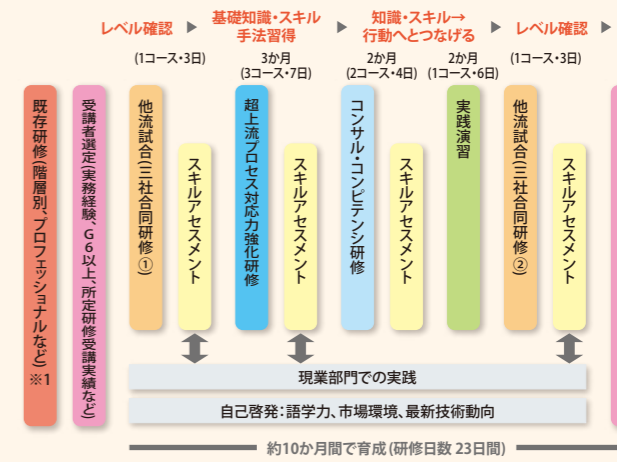 レベル確認 ▶ 基礎知識・スキル
手法習得 ▶ 知識・スキル→
行動へとつなげる ▶ レベル確認 ▶
(1コース・3日)
3か月
(3コース・7日)
2か月
(2コース・4日)
2か月
(1コース・6日)
(1コース・3日)
既存研修(階層別、プロフェッショナルなど)※1
受講者選定(実務経験、G6以上、所定研修受講実績など)
他流試合(三社合同研修①)
スキルアセスメント
超上流プロセス対応力強化研修
スキルアセスメント
コンサル・コンピテンシ研修
スキルアセスメント
実践演習
他流試合(三社合同研修②)
スキルアセスメント
現業部門での実践
自己啓発：語学力、市場環境、最新技術動向
約10か月間で育成(研修日数 23日間)